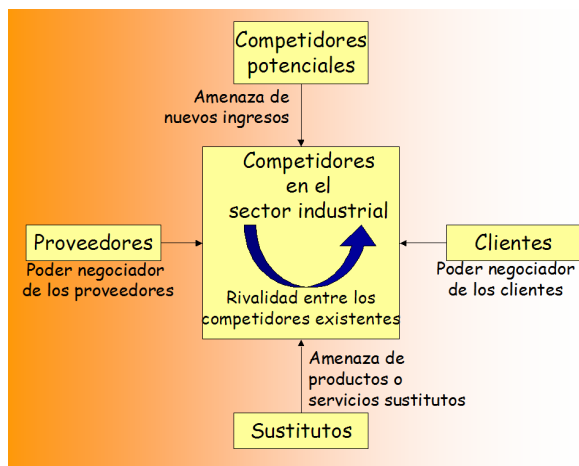 Competidores
potenciales
Amenaza de
nuevos ingresos
Competidores
en el
sector industrial
Proveedores
Poder negociador
de los proveedores
Clientes
Poder negociador
de los clientes
Rivalidad entre los
competidores existentes
Amenaza de
productos o
servicios sustitutos
Sustitutos